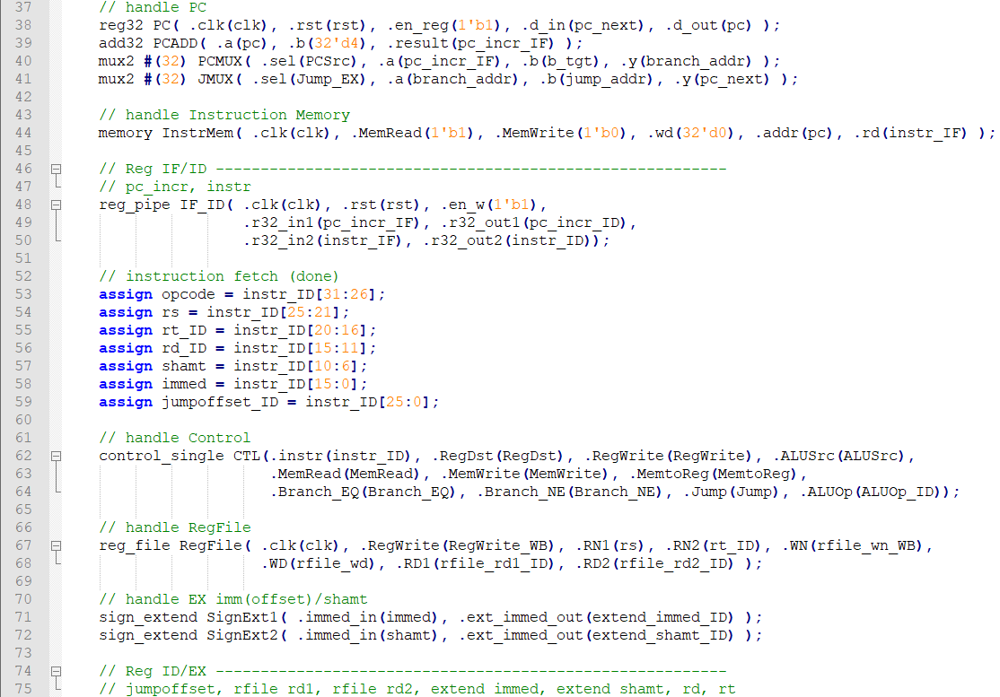 37 // handle PC
38 reg32 PC( .clk(clk), .rst(rst), .en_reg(1'b1), .d_in(pc_next), .d_out(pc) );
39 add32 PCADD( .a(pc), .b(32'd4), .result(pc_incr_IF) );
40 mux2 #(32) PCMUX( .sel(PCSrc), .a(pc_incr_IF), .b(b_tgt), .y(branch_addr) );
41 mux2 #(32) JMUX( .sel(Jump_EX), .a(branch_addr), .b(jump_addr), .y(pc_next) );
42
43 // handle Instruction Memory
44 memory InstrMem( .clk(clk), .MemRead(1'b1), .MemWrite(1'b0), .wd(32'd0), .addr(pc), .rd(instr_IF) );
45
46 // Reg IF/ID ---------------------------------------------------------
47 // pc_incr, instr
48 reg_pipe IF_ID( .clk(clk), .rst(rst), .en_w(1'b1),
49 .r32_in1(pc_incr_IF), .r32_out1(pc_incr_ID),
50 .r32_in2(instr_IF), .r32_out2(instr_ID));
51
52 // instruction fetch (done)
53 assign opcode = instr_ID[31:26];
54 assign rs = instr_ID[25:21];
55 assign rt_ID = instr_ID[20:16];
56 assign rd_ID = instr_ID[15:11];
57 assign shamt = instr_ID[10:6];
58 assign immed = instr_ID[15:0];
59 assign jumpoffset_ID = instr_ID[25:0];
60
61 // handle Control
62 control_single CTL(.instr(instr_ID), .RegDst(RegDst), .RegWrite(RegWrite), .ALUSrc(ALUSrc),
63 .MemRead(MemRead), .MemWrite(MemWrite), .MemtoReg(MemtoReg),
64 .Branch_EQ(Branch_EQ), .Branch_NE(Branch_NE), .Jump(Jump), .ALUOp(ALUOp_ID));
65
66 // handle RegFile
67 reg_file RegFile( .clk(clk), .RegWrite(RegWrite_WB), .RN1(rs), .RN2(rt_ID), .WN(rfile_wn_WB),
68 .WD(rfile_wd), .RD1(rfile_rd1_ID), .RD2(rfile_rd2_ID) );
69
70 // handle EX imm(offset)/shamt
71 sign_extend SignExt1( .immed_in(immed), .ext_immed_out(extend_immed_ID) );
72 sign_extend SignExt2( .immed_in(shamt), .ext_immed_out(extend_shamt_ID) );
73
74 // Reg ID/EX ---------------------------------------------------------
75 // jumpoffset, rfile rd1, rfile rd2, extend immed, extend shamt, rd, rt